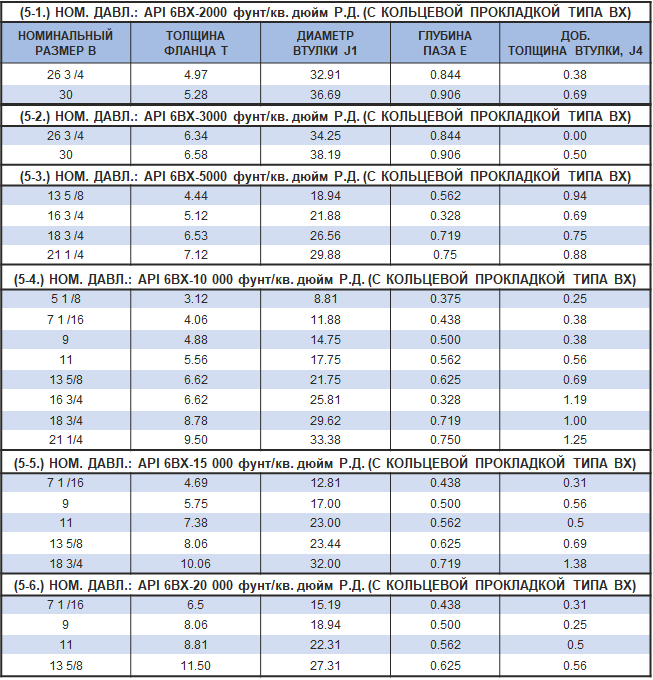 (5-1.) НОМ. ДАВЛ.: API 6BX-2000 фунт/кв. дюйм Р.Д. (С КОЛЬЦЕВОЙ ПРОКЛАДКОЙ ТИПА BX)
НОМИНАЛЬНЫЙ РАЗМЕР B ТОЛЩИНА ФЛАНЦА T ДИАМЕТР ВТУЛКИ J1 ГЛУБИНА ПАЗА E ДОБ. ТОЛЩИНА ВТУЛКИ, J4
26 3 /4 4.97 32.91 0.844 0.38
30 5.28 36.69 0.906 0.69
(5-2.) НОМ. ДАВЛ.: API 6BX-3000 фунт/кв. дюйм Р.Д. (С КОЛЬЦЕВОЙ ПРОКЛАДКОЙ ТИПА BX)
26 3 /4 6.34 34.25 0.844 0.00
30 6.58 38.19 0.906 0.50
(5-3.) НОМ. ДАВЛ.: API 6BX-5000 фунт/кв. дюйм Р.Д. (С КОЛЬЦЕВОЙ ПРОКЛАДКОЙ ТИПА BX)
13 5 /8 4.44 18.94 0.562 0.94
16 3 /4 5.12 21.88 0.328 0.69
18 3 /4 6.53 26.56 0.719 0.75
21 1 /4 7.12 29.88 0.75 0.88
(5-4.) НОМ. ДАВЛ.: API 6BX-10 000 фунт/кв. дюйм Р.Д. (С КОЛЬЦЕВОЙ ПРОКЛАДКОЙ ТИПА BX)
5 1 /8 3.12 8.81 0.375 0.25
7 1 /16 4.06 11.88 0.438 0.38
9 4.88 14.75 0.500 0.38
11 5.56 17.75 0.562 0.56
13 5/8 6.62 21.75 0.625 0.69
16 3/4 6.62 25.81 0.328 1.19
18 3/4 8.78 29.62 0.719 1.00
21 1/4 9.50 33.38 0.750 1.25
(5-5.) НОМ. ДАВЛ.: API 6BX-15 000 фунт/кв. дюйм Р.Д. (С КОЛЬЦЕВОЙ ПРОКЛАДКОЙ ТИПА BX)
7 1 /16 4.69 12.81 0.438 0.31
9 5.75 17.00 0.500 0.56
11 7.38 23.00 0.562 0.5
13 5/8 8.06 23.44 0.625 0.69
18 3/4 10.06 32.00 0.719 1.38
(5-6.) НОМ. ДАВЛ.: API 6BX-20 000 фунт/кв. дюйм Р.Д. (С КОЛЬЦЕВОЙ ПРОКЛАДКОЙ ТИПА BX)
7 1 /16 6.5 15.19 0.438 0.31
9 8.06 18.94 0.500 0.25
11 8.81 22.31 0.562 0.5
13 5/8 11.50 27.31 0.625 0.56